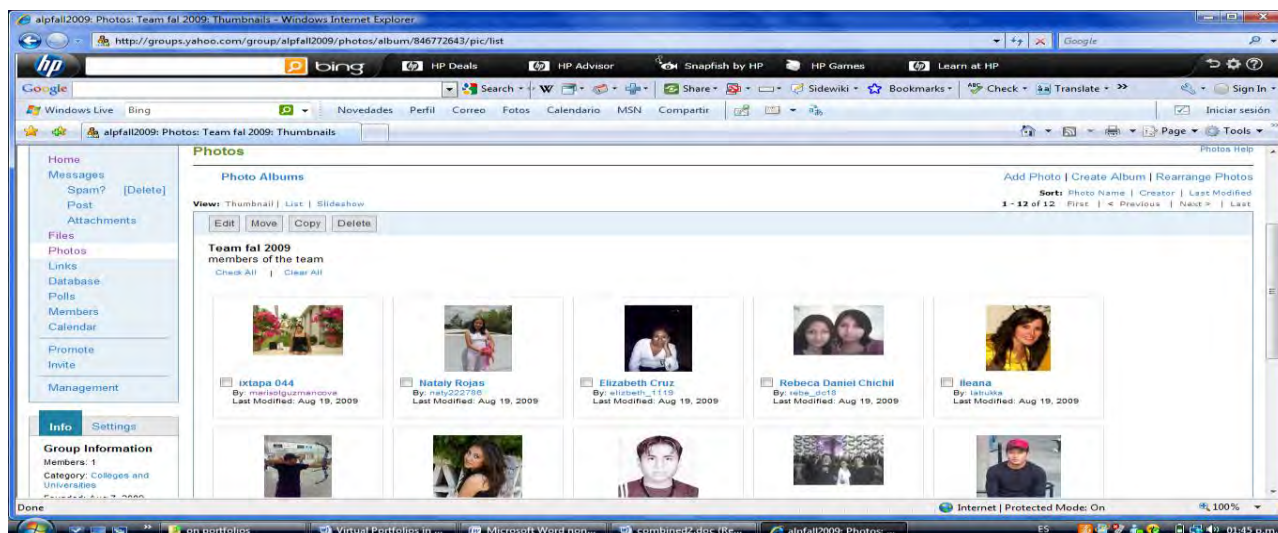 alpfall2009: Photos: Team fal 2009: Thumbnails - Windows Internet Explorer
http://groups.yahoo.com/group/alpfall2009/photos/album/846772643/pic/list Google
hp bing HP Deals HP Advisor Snapfish by HP HP Games Learn at HP
Google Search W Share Sidewiki Bookmarks Check Translate Sign In
Windows Live Bing Novedades Perfil Correo Fotos Calendario MSN Compartir Iniciar sesión
alpfall2009: Photos: Team fal 2009: Thumbnails Page Tools
Photos Photos Help
Home
Messages
Spam? [Delete]
Post
Attachments
Files
Photos
Links
Database
Polls
Members
Calendar
Promote
Invite
Management
Info Settings
Group Information
Members: 1
Category: Colleges and
Universities
Photo Albums Add Photo | Create Album | Rearrange Photos
Sort: Photo Name | Creator | Last Modified
View: Thumbnail | List | Slideshow 1 - 12 of 12 First | < Previous | Next > | Last
Edit Move Copy Delete
Team fal 2009
members of the team
Check All | Clear All
ixtapa 044
By: marisolguzmancova
Last Modified: Aug 19, 2009
Nataly Rojas
By: naty222786
Last Modified: Aug 19, 2009
Elizabeth Cruz
By: elizbeth_1119
Last Modified: Aug 19, 2009
Rebeca Daniel Chichil
By: rebe_dc18
Last Modified: Aug 19, 2009
Ileana
By: latrukka
Last Modified: Aug 19, 2009
Done Internet | Protected Mode: On 100%
on portfolios Virtual Portfolios in ... Microsoft Word non... combined2.doc (Re... alpfall2009: Photos: ... ES 01:45 p.m.